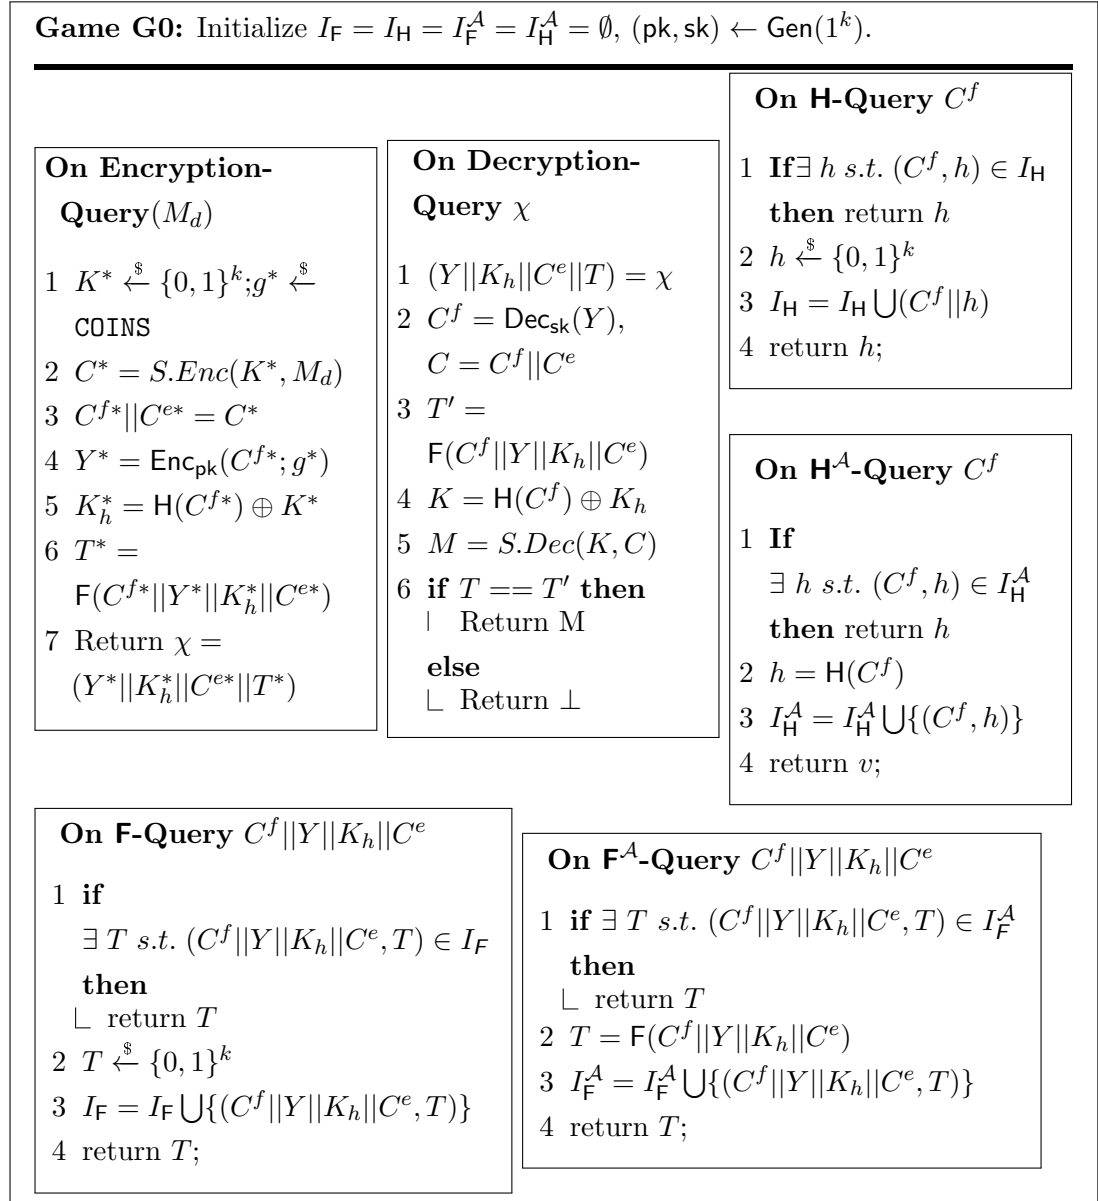 Game G0: Initialize I_F = I_H = I_F^𝒜 = I_H^𝒜 = ∅, (pk, sk) ← Gen(1^k).
On Encryption-
Query(M_d)
1 K* ←$ {0, 1}^k; g* ←$
COINS
2 C* = S.Enc(K*, M_d)
3 C^{f*}||C^{e*} = C*
4 Y* = Enc_pk(C^{f*}; g*)
5 K_h* = H(C^{f*}) ⊕ K*
6 T* =
F(C^{f*}||Y*||K_h*||C^{e*})
7 Return χ =
(Y*||K_h*||C^{e*}||T*)
On Decryption-
Query χ
1 (Y||K_h||C^e||T) = χ
2 C^f = Dec_sk(Y),
C = C^f||C^e
3 T′ =
F(C^f||Y||K_h||C^e)
4 K = H(C^f) ⊕ K_h
5 M = S.Dec(K, C)
6 if T == T′ then
Return M
else
Return ⊥
On H-Query C^f
1 If∃ h s.t. (C^f, h) ∈ I_H
then return h
2 h ←$ {0, 1}^k
3 I_H = I_H ⋃(C^f||h)
4 return h;
On H^𝒜-Query C^f
1 If
∃ h s.t. (C^f, h) ∈ I_H^𝒜
then return h
2 h = H(C^f)
3 I_H^𝒜 = I_H^𝒜 ⋃{(C^f, h)}
4 return v;
On F-Query C^f||Y||K_h||C^e
1 if
∃ T s.t. (C^f||Y||K_h||C^e, T) ∈ I_F
then
return T
2 T ←$ {0, 1}^k
3 I_F = I_F ⋃{(C^f||Y||K_h||C^e, T)}
4 return T;
On F^𝒜-Query C^f||Y||K_h||C^e
1 if ∃ T s.t. (C^f||Y||K_h||C^e, T) ∈ I_F^𝒜
then
return T
2 T = F(C^f||Y||K_h||C^e)
3 I_F^𝒜 = I_F^𝒜 ⋃{(C^f||Y||K_h||C^e, T)}
4 return T;